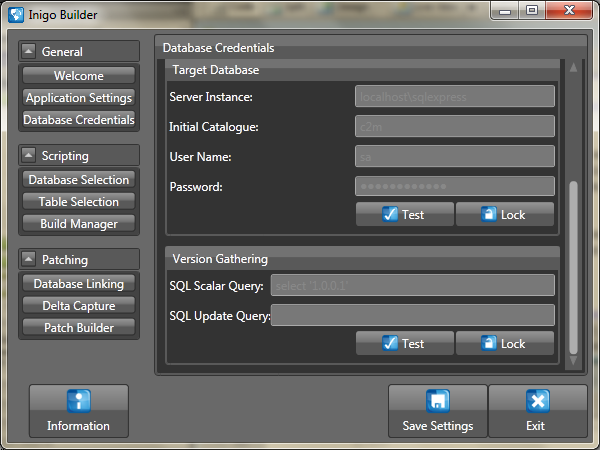 Inigo Builder
General
Welcome
Application Settings
Database Credentials
Scripting
Database Selection
Table Selection
Build Manager
Patching
Database Linking
Delta Capture
Patch Builder
Database Credentials
Target Database
Server Instance: localhost\sqlexpress
Initial Catalogue: c2m
User Name: sa
Password: ●●●●●●●●●●●●
Test Lock
Version Gathering
SQL Scalar Query: select '1.0.0.1'
SQL Update Query:
Test Lock
Information
Save Settings
Exit